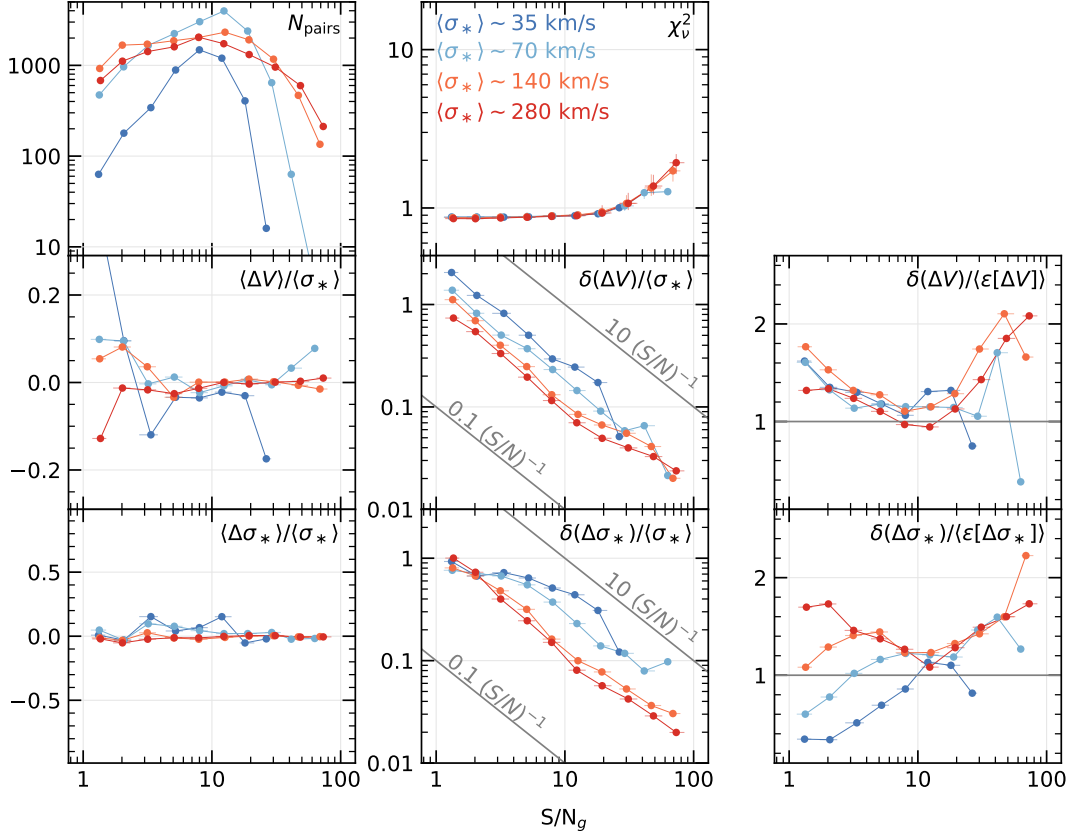 N_pairs
1000
100
10
χ²_ν
⟨σ∗⟩ ~ 35 km/s
⟨σ∗⟩ ~ 70 km/s
⟨σ∗⟩ ~ 140 km/s
⟨σ∗⟩ ~ 280 km/s
10
1
⟨ΔV⟩/⟨σ∗⟩
0.2
0.0
−0.2
δ(ΔV)/⟨σ∗⟩
10 (S/N)⁻¹
0.1 (S/N)⁻¹
1
0.1
0.01
δ(ΔV)/⟨ε[ΔV]⟩
2
1
⟨Δσ∗⟩/⟨σ∗⟩
0.5
0.0
−0.5
1 10 100
δ(Δσ∗)/⟨σ∗⟩
10 (S/N)⁻¹
0.1 (S/N)⁻¹
1
0.1
0.01
1 10 100
S/N_g
δ(Δσ∗)/⟨ε[Δσ∗]⟩
2
1
1 10 100